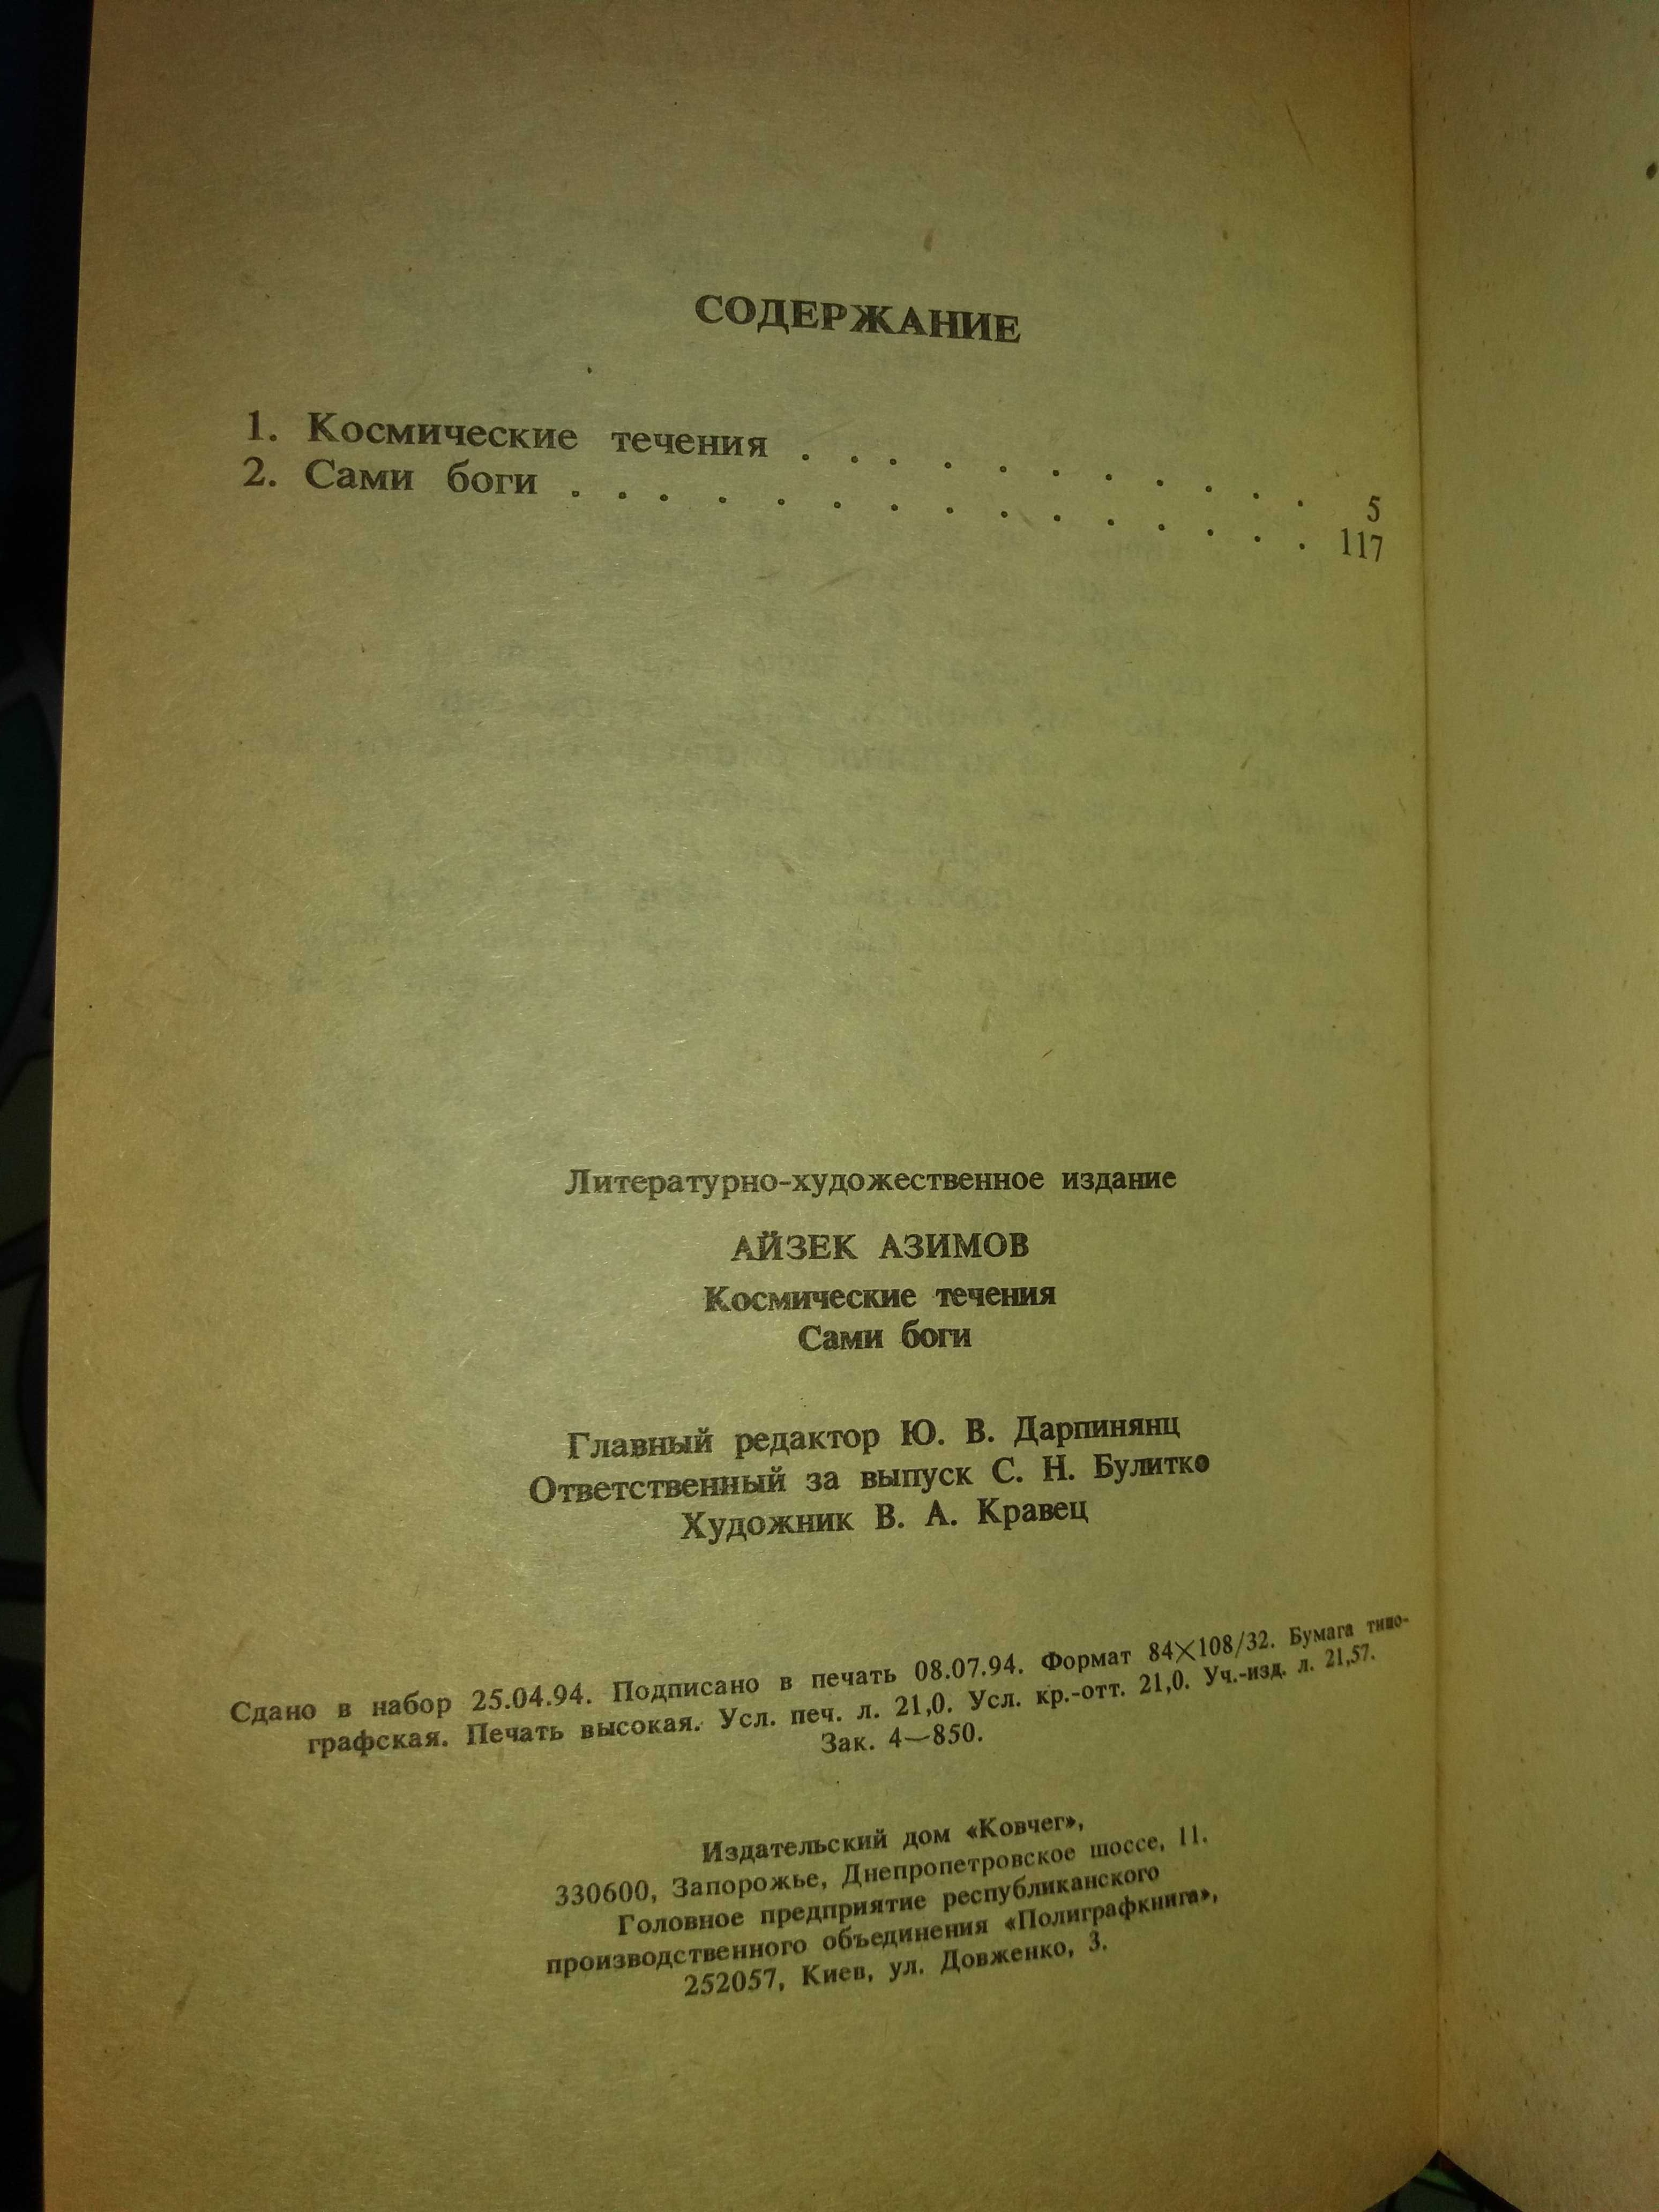 СОДЕРЖАНИЕ
1. Космические течения . . . . . . . . . . . 5
2. Сами боги . . . . . . . . . . . . . . . 117
Литературно-художественное издание
АЙЗЕК АЗИМОВ
Космические течения
Сами боги
Главный редактор Ю. В. Дарпинянц
Ответственный за выпуск С. Н. Булитко
Художник В. А. Кравец
Сдано в набор 25.04.94. Подписано в печать 08.07.94. Формат 84×108/32. Бумага типо-
графская. Печать высокая. Усл. печ. л. 21,0. Усл. кр.-отт. 21,0. Уч.-изд. л. 21,57.
Зак. 4—850.
Издательский дом «Ковчег»,
330600, Запорожье, Днепропетровское шоссе, 11.
Головное предприятие республиканского
производственного объединения «Полиграфкнига»,
252057, Киев, ул. Довженко, 3.